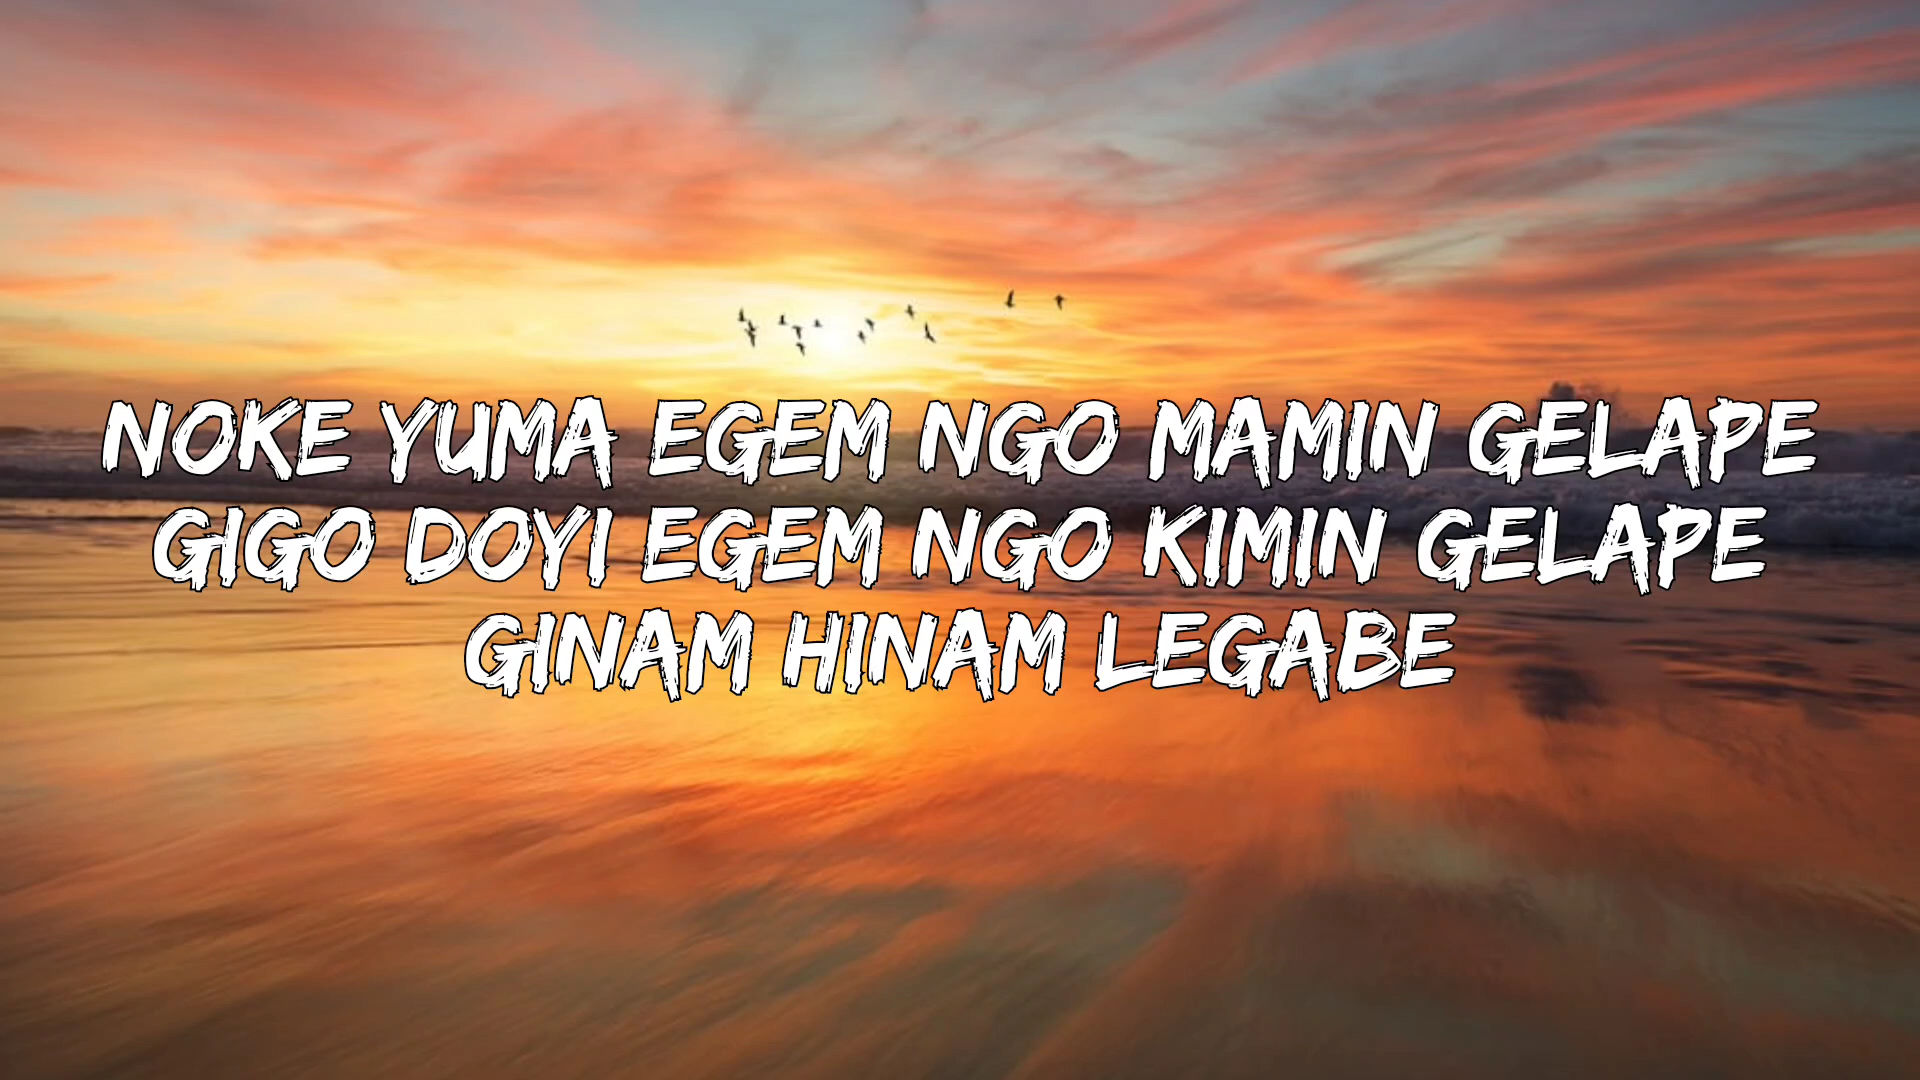 NOKE YUMA EGEM NGO MAMIN GELAPE
GIGO DOYI EGEM NGO KIMIN GELAPE
GINAM HINAM LEGABE